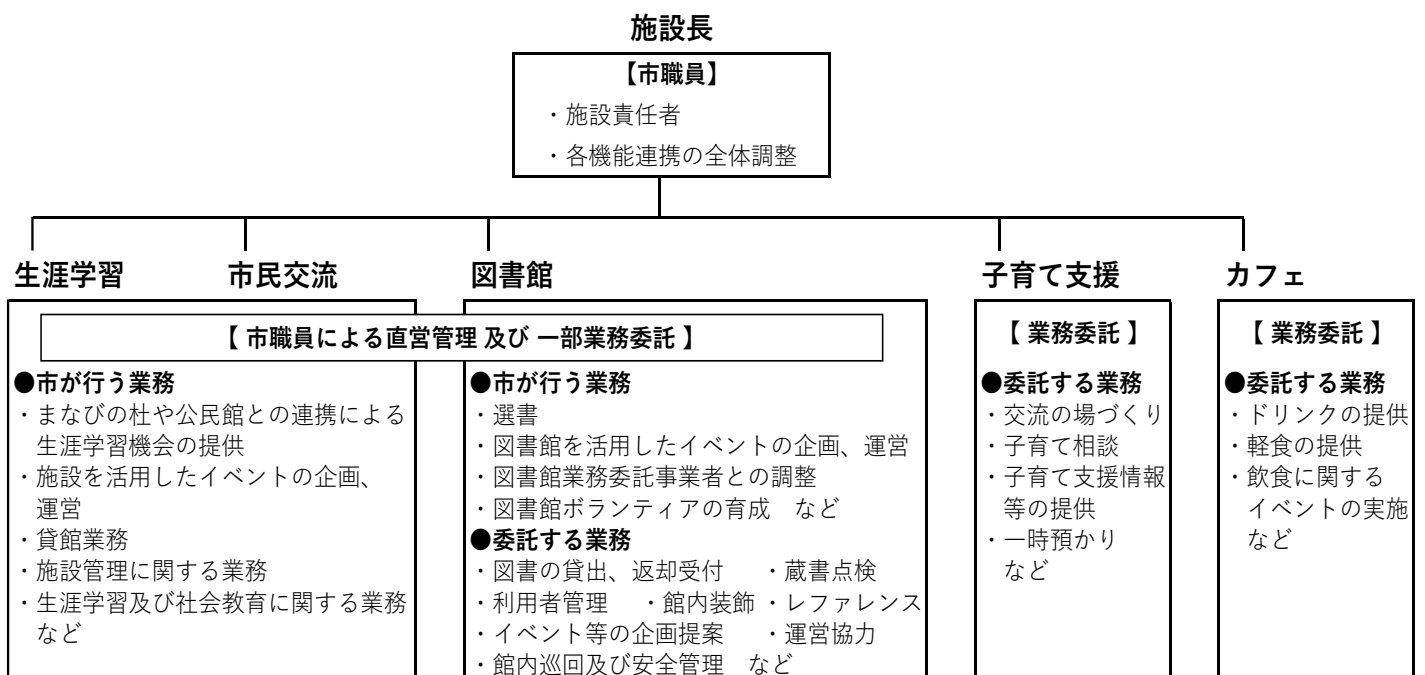 施設長
【市職員】
・施設責任者
・各機能連携の全体調整
生涯学習
市民交流
図書館
子育て支援
カフェ
【 市職員による直営管理 及び 一部業務委託 】
●市が行う業務
・まなびの杜や公民館との連携による
生涯学習機会の提供
・施設を活用したイベントの企画、
運営
・貸館業務
・施設管理に関する業務
・生涯学習及び社会教育に関する業務
など
●市が行う業務
・選書
・図書館を活用したイベントの企画、運営
・図書館業務委託事業者との調整
・図書館ボランティアの育成　など
●委託する業務
・図書の貸出、返却受付　・蔵書点検
・利用者管理　・館内装飾 ・レファレンス
・イベント等の企画提案　・運営協力
・館内巡回及び安全管理　など
【 業務委託 】
●委託する業務
・交流の場づくり
・子育て相談
・子育て支援情報
等の提供
・一時預かり
など
【 業務委託 】
●委託する業務
・ドリンクの提供
・軽食の提供
・飲食に関する
イベントの実施
など